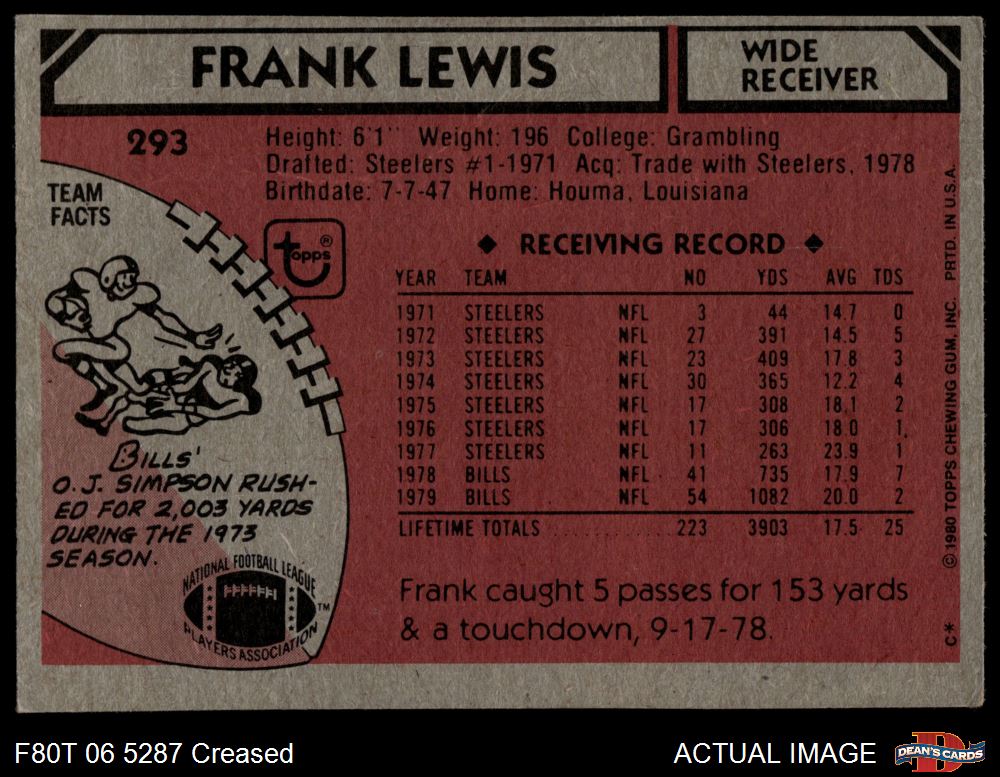 FRANK LEWIS
WIDE
RECEIVER
293
Height: 6'1" Weight: 196 College: Grambling
Drafted: Steelers #1-1971 Acq: Trade with Steelers, 1978
Birthdate: 7-7-47 Home: Houma, Louisiana
TEAM
FACTS
topps®
◆ RECEIVING RECORD ◆
YEAR TEAM NO YDS AVG TDS
1971 STEELERS NFL 3 44 14.7 0
1972 STEELERS NFL 27 391 14.5 5
1973 STEELERS NFL 23 409 17.8 3
1974 STEELERS NFL 30 365 12.2 4
1975 STEELERS NFL 17 308 18.1 2
1976 STEELERS NFL 17 306 18.0 1
1977 STEELERS NFL 11 263 23.9 1
1978 BILLS NFL 41 735 17.9 7
1979 BILLS NFL 54 1082 20.0 2
LIFETIME TOTALS .............. 223 3903 17.5 25
BILLS'
O.J. SIMPSON RUSH-
ED FOR 2,003 YARDS
DURING THE 1973
SEASON.
NATIONAL FOOTBALL LEAGUE
PLAYERS ASSOCIATION ™
Frank caught 5 passes for 153 yards
& a touchdown, 9-17-78.
C* © 1980 TOPPS CHEWING GUM, INC. PRTD. IN U.S.A.
F80T 06 5287 Creased
ACTUAL IMAGE
DEAN'S CARDS